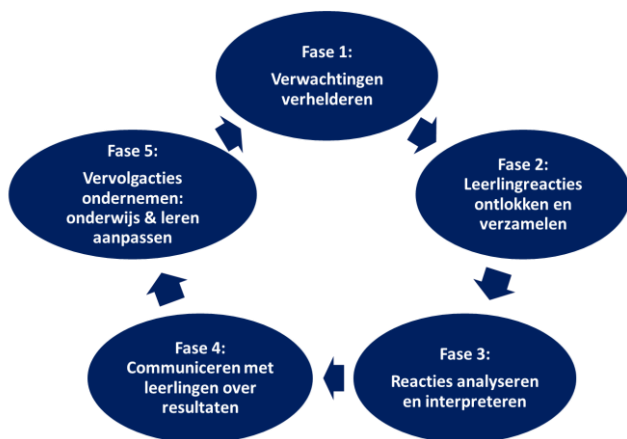 Fase 1:
Verwachtingen
verhelderen
Fase 2:
Leerlingreacties
ontlokken en
verzamelen
Fase 3:
Reacties analyseren
en interpreteren
Fase 4:
Communiceren met
leerlingen over
resultaten
Fase 5:
Vervolgacties
ondernemen:
onderwijs & leren
aanpassen